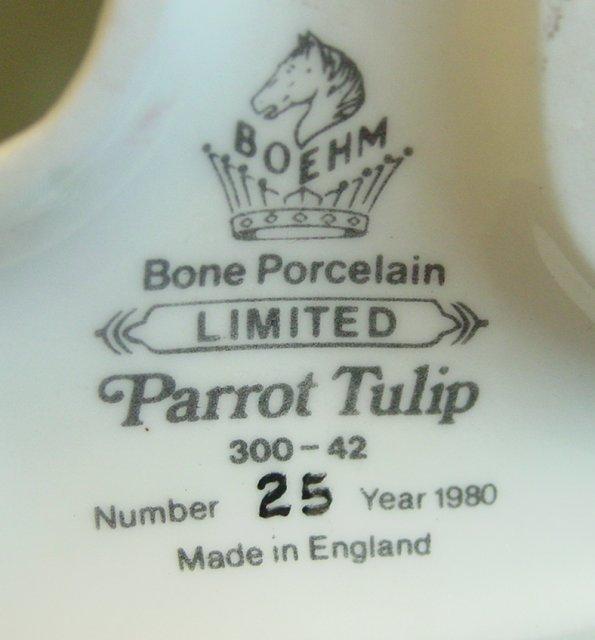 BOEHM
Bone Porcelain
LIMITED
Parrot Tulip
300-42
Number 25 Year 1980
Made in England